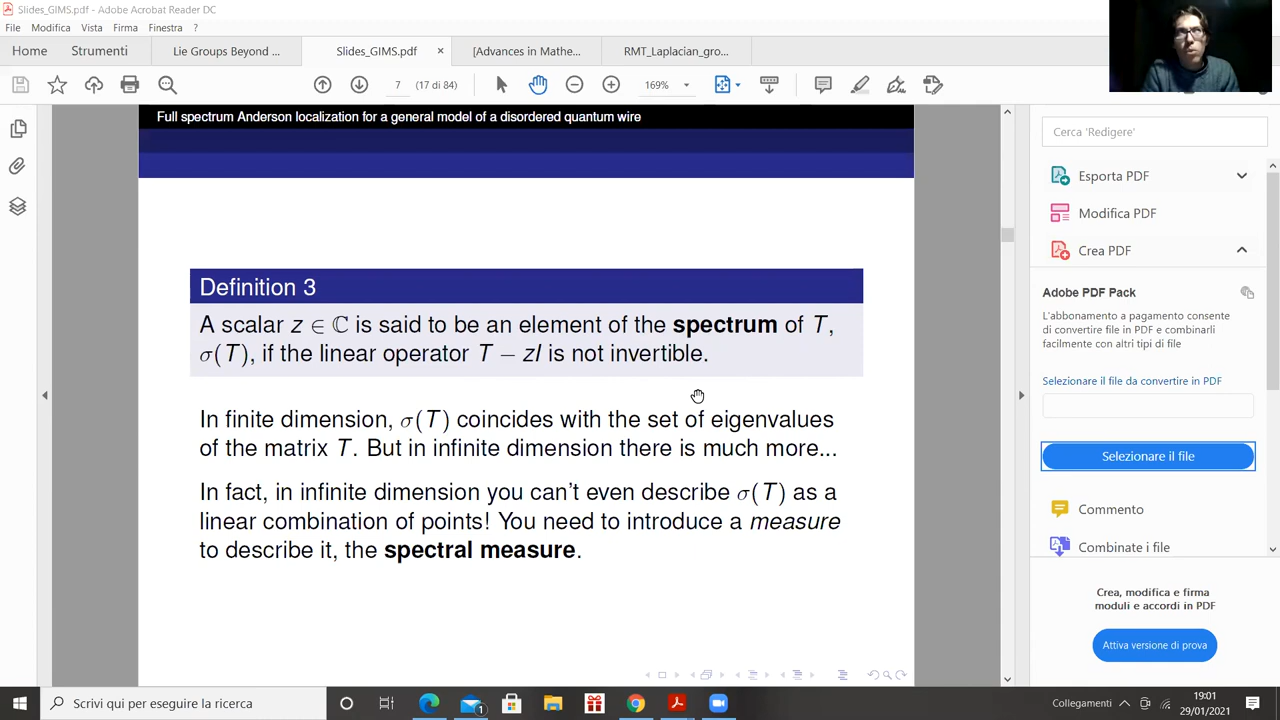 Slides_GIMS.pdf - Adobe Acrobat Reader DC
File Modifica Vista Firma Finestra ?
Home Strumenti Lie Groups Beyond ... Slides_GIMS.pdf × [Advances in Mathe... RMT_Laplacian_gro...
7 (17 di 84) 169%
Full spectrum Anderson localization for a general model of a disordered quantum wire
Definition 3
A scalar z ∈ ℂ is said to be an element of the spectrum of T,
σ(T), if the linear operator T − zI is not invertible.
In finite dimension, σ(T) coincides with the set of eigenvalues
of the matrix T. But in infinite dimension there is much more...
In fact, in infinite dimension you can't even describe σ(T) as a
linear combination of points! You need to introduce a measure
to describe it, the spectral measure.
Cerca 'Redigere'
Esporta PDF
Modifica PDF
Crea PDF
Adobe PDF Pack
L'abbonamento a pagamento consente
di convertire file in PDF e combinarli
facilmente con altri tipi di file
Selezionare il file da convertire in PDF
Selezionare il file
Commento
Combinate i file
Crea, modifica e firma
moduli e accordi in PDF
Attiva versione di prova
Scrivi qui per eseguire la ricerca
1
Collegamenti
19:01
29/01/2021